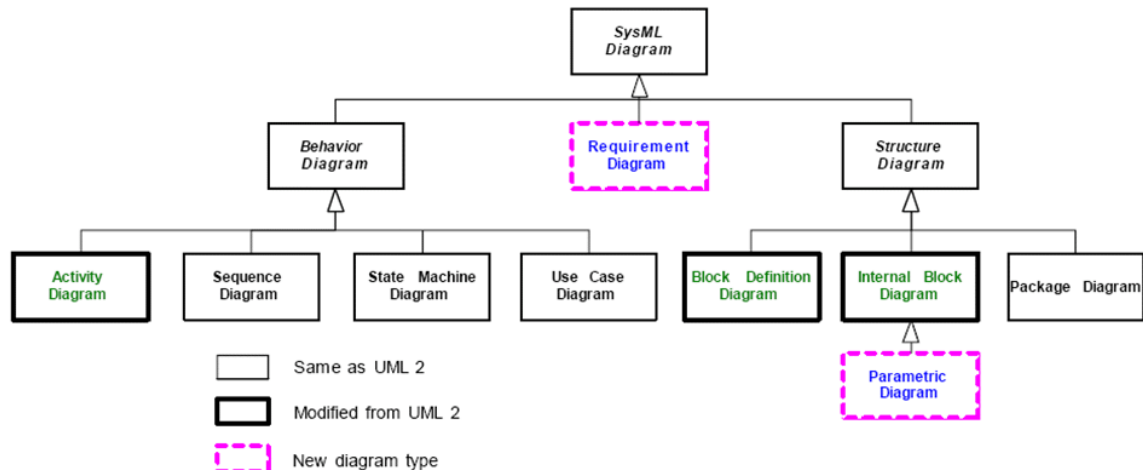 SysML
Diagram
Behavior
Diagram
Requirement
Diagram
Structure
Diagram
Activity
Diagram
Sequence
Diagram
State Machine
Diagram
Use Case
Diagram
Block Definition
Diagram
Internal Block
Diagram
Package Diagram
Parametric
Diagram
Same as UML 2
Modified from UML 2
New diagram type